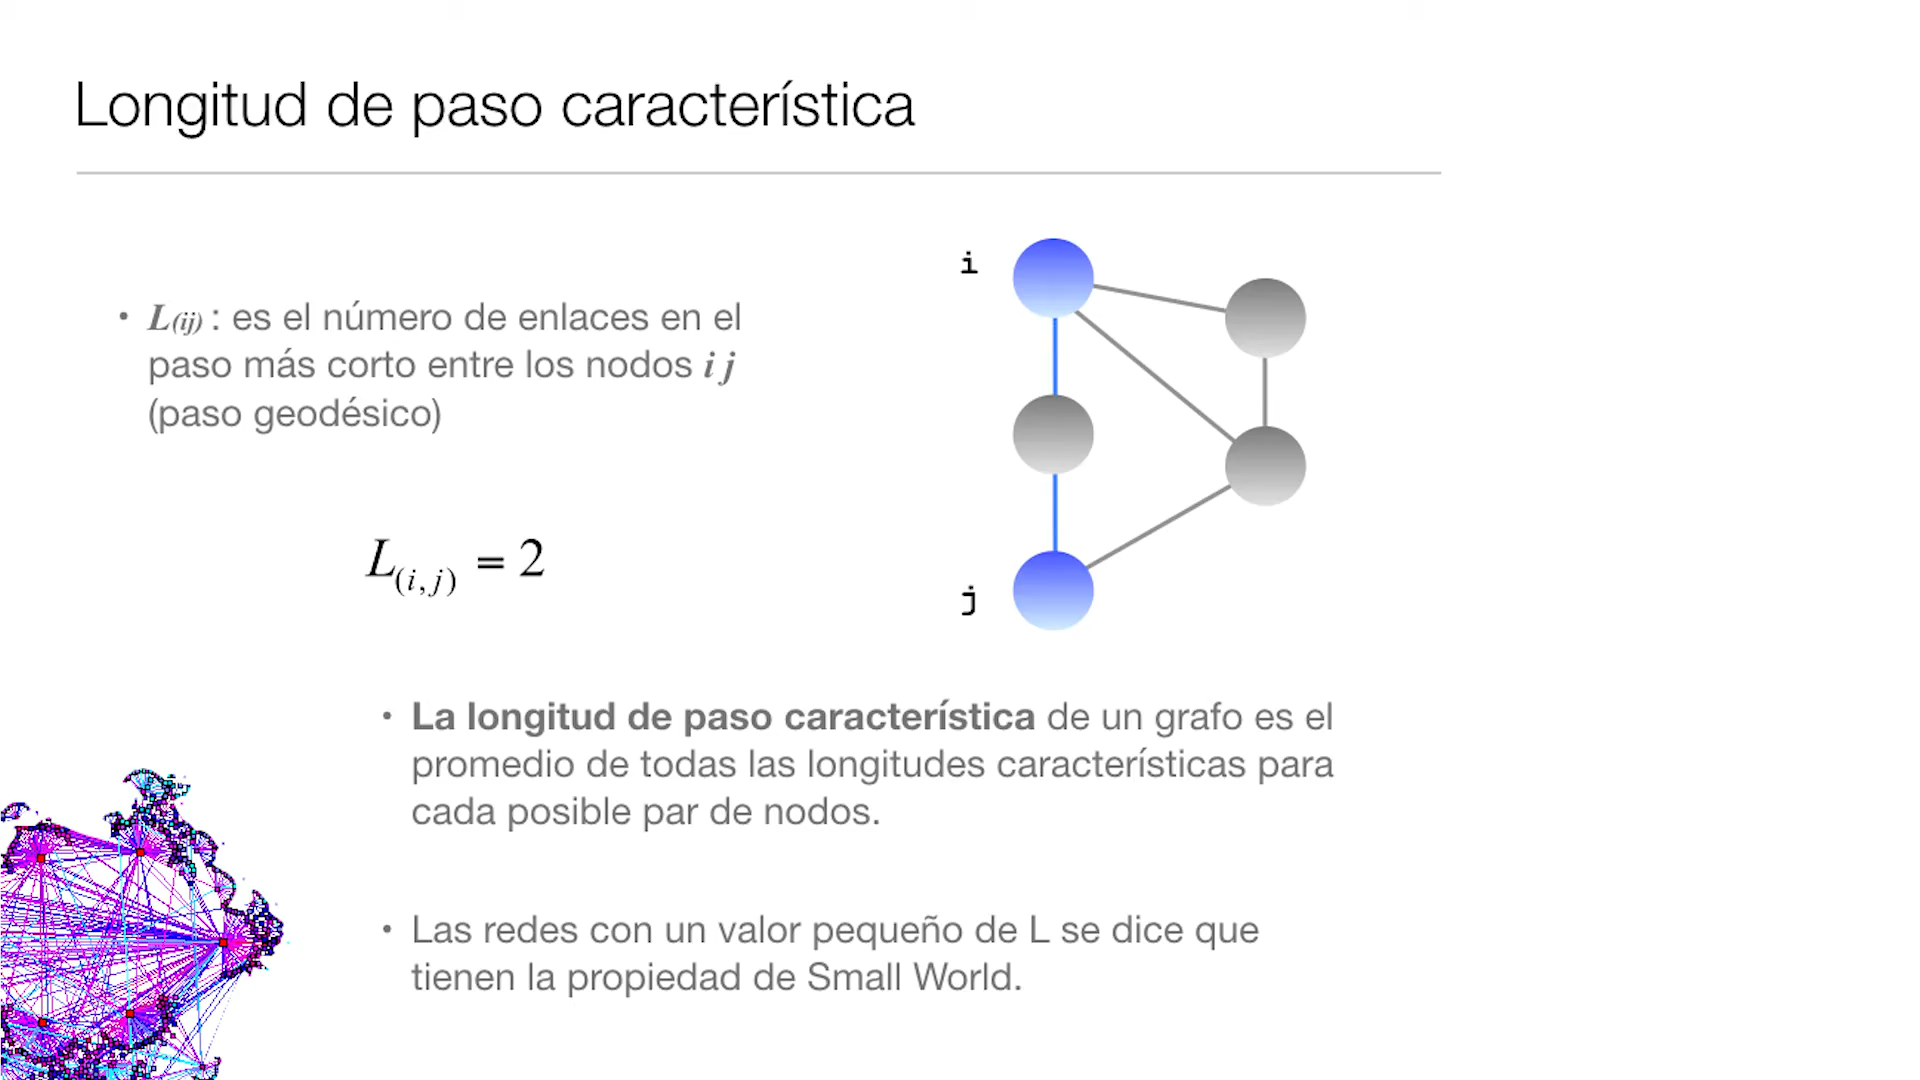 Longitud de paso característica
• L(ij) : es el número de enlaces en el
paso más corto entre los nodos i j
(paso geodésico)
L(i,j) = 2
i
j
• La longitud de paso característica de un grafo es el
promedio de todas las longitudes características para
cada posible par de nodos.
• Las redes con un valor pequeño de L se dice que
tienen la propiedad de Small World.